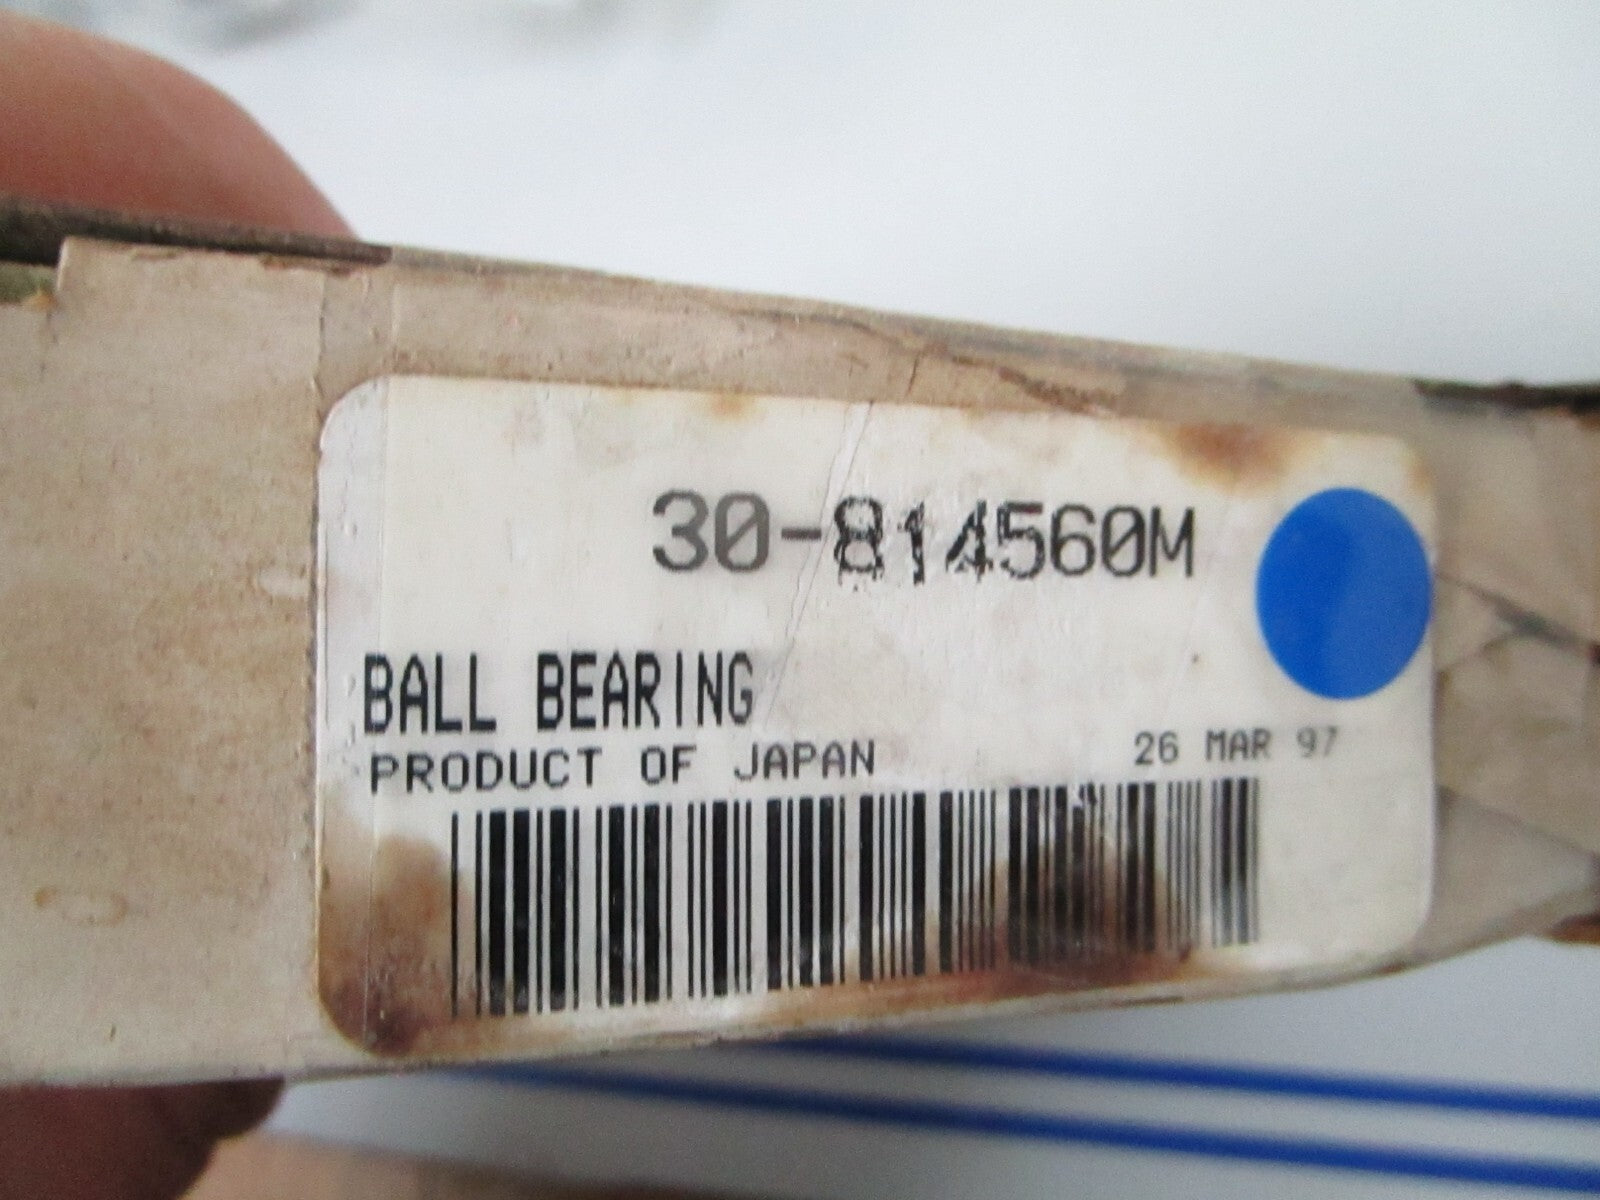 30-814560M
BALL BEARING
PRODUCT OF JAPAN
26 MAR 97